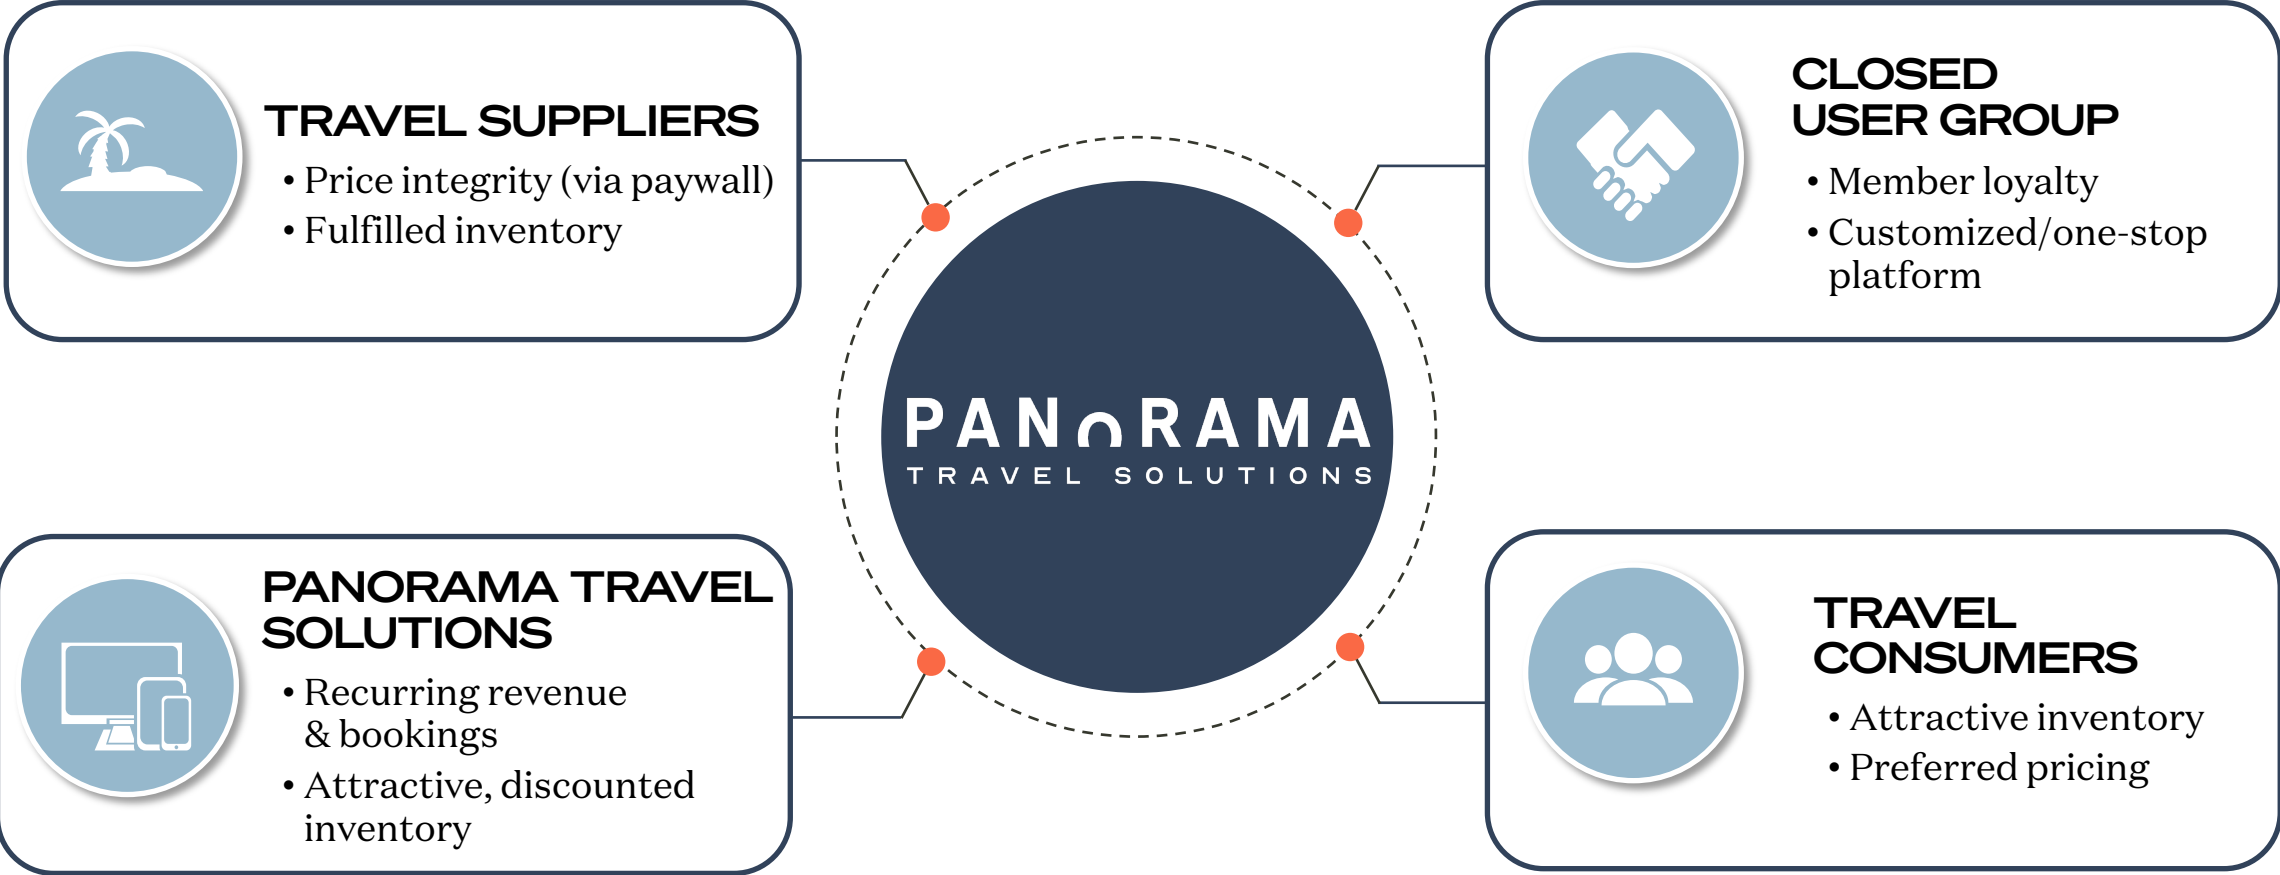 TRAVEL SUPPLIERS
• Price integrity (via paywall)
• Fulfilled inventory
CLOSED
USER GROUP
• Member loyalty
• Customized/one-stop
platform
PANORAMA
TRAVEL SOLUTIONS
PANORAMA TRAVEL
SOLUTIONS
• Recurring revenue
& bookings
• Attractive, discounted
inventory
TRAVEL
CONSUMERS
• Attractive inventory
• Preferred pricing